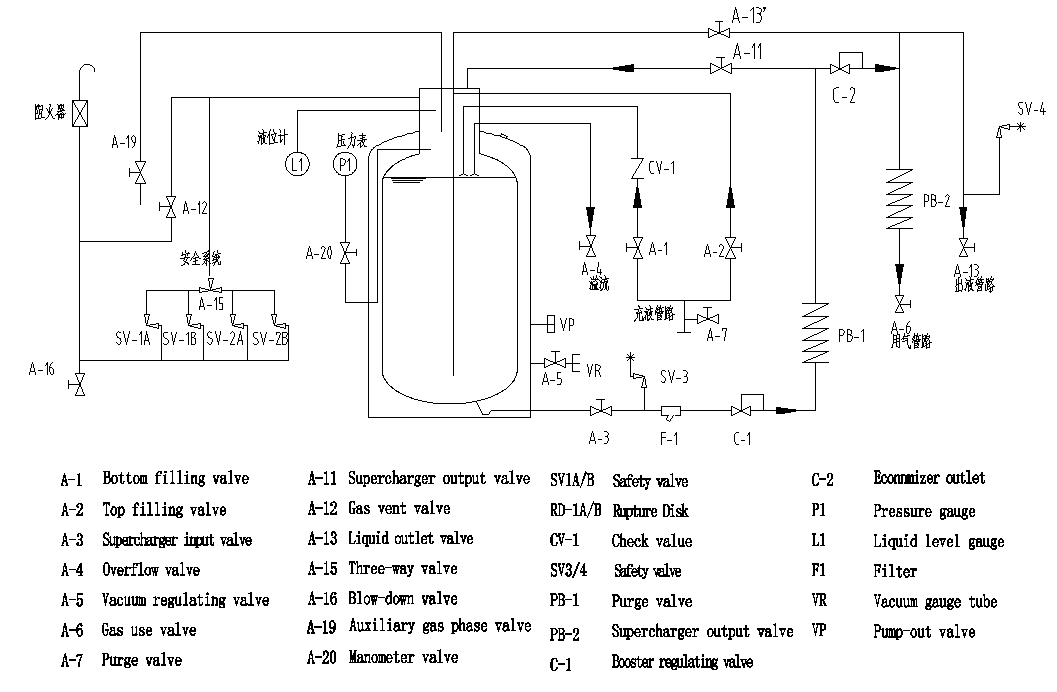 A-13'
A-11
C-2
SV-4
阻火器
A-19
液位计
压力表
L1
P1
CV-1
A-12
PB-2
A-20
A-4
溢流
A-1
A-2
A-13
出液管路
安全系统
A-15
充液管路
A-7
A-6
用气管路
SV-1A
SV-1B
SV-2A
SV-2B
VP
PB-1
A-16
A-5
VR
SV-3
A-3
F-1
C-1
A-1 Bottom filling valve
A-2 Top filling valve
A-3 Supercharger input valve
A-4 Overflow valve
A-5 Vacuum regulating valve
A-6 Gas use valve
A-7 Purge valve
A-11 Supercharger output valve
A-12 Gas vent valve
A-13 Liquid outlet valve
A-15 Three-way valve
A-16 Blow-down valve
A-19 Auxiliary gas phase valve
A-20 Manometer valve
SV1A/B Safety valve
RD-1A/B Rupture Disk
CV-1 Check value
SV3/4 Safety valve
PB-1 Purge valve
PB-2 Supercharger output valve
C-1 Booster regulating valve
C-2 Econnmizer outlet
P1 Pressure gauge
L1 Liquid level gauge
F1 Filter
VR Vacuum gauge tube
VP Pump-out valve